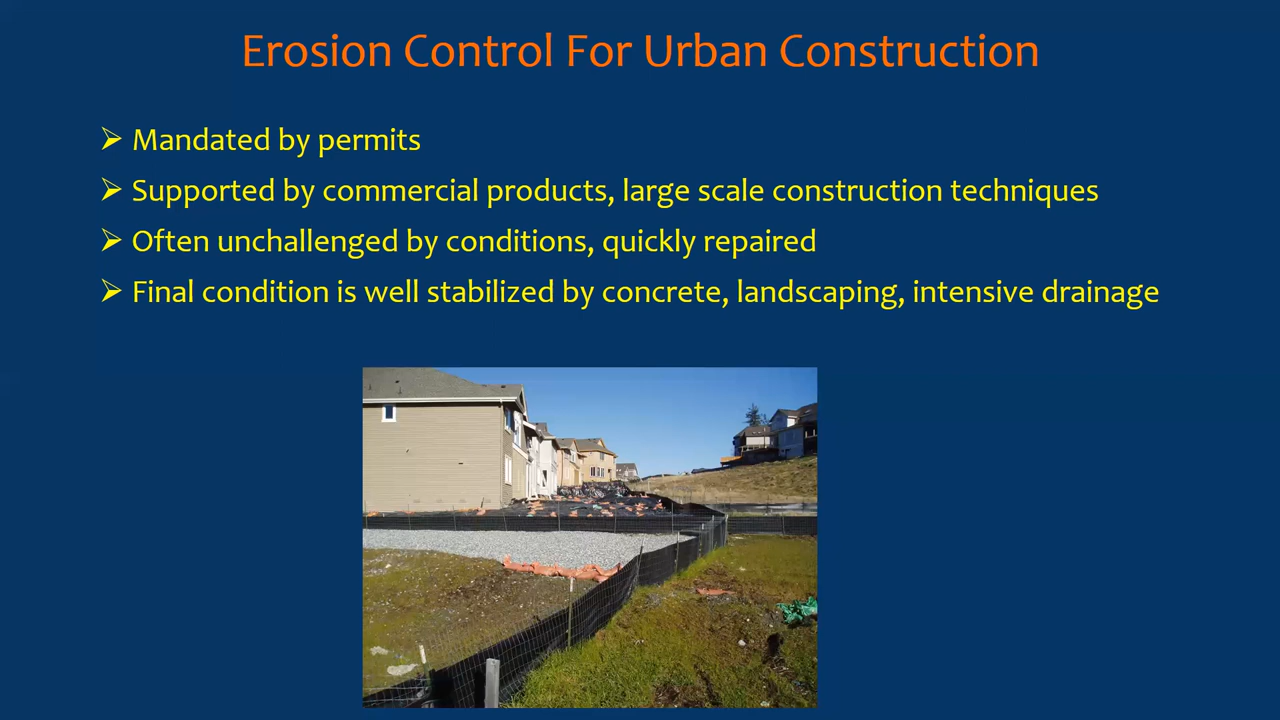 Erosion Control For Urban Construction
➢ Mandated by permits
➢ Supported by commercial products, large scale construction techniques
➢ Often unchallenged by conditions, quickly repaired
➢ Final condition is well stabilized by concrete, landscaping, intensive drainage